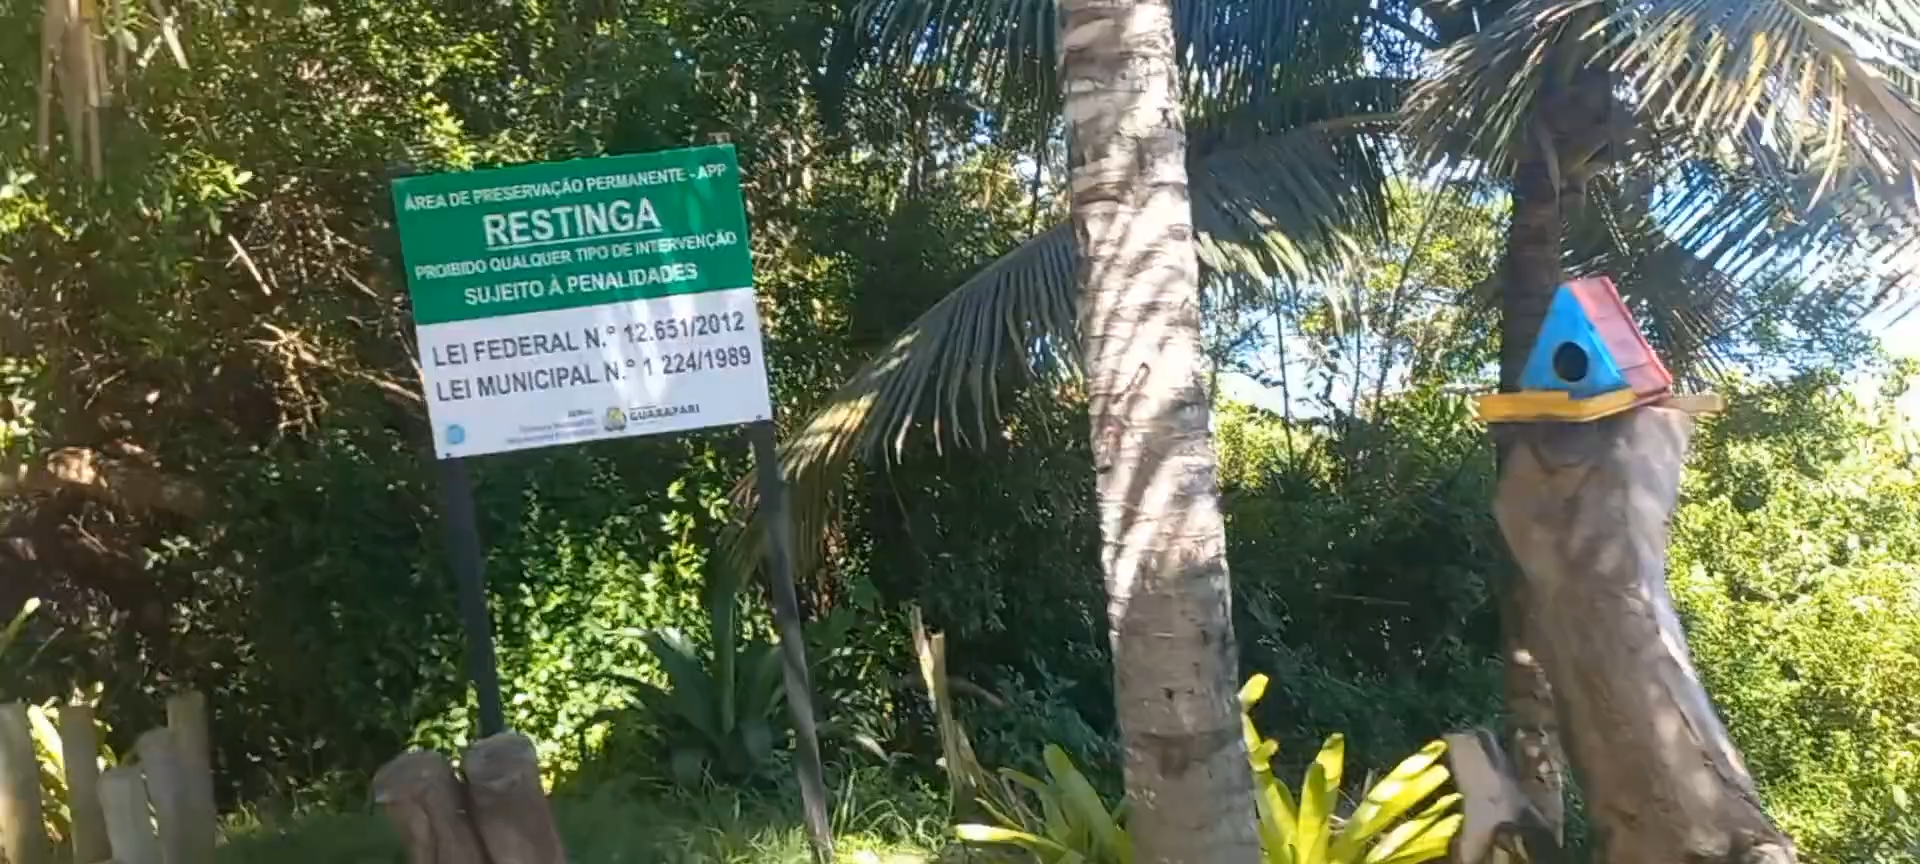 ÁREA DE PRESERVAÇÃO PERMANENTE - APP
RESTINGA
PROIBIDO QUALQUER TIPO DE INTERVENÇÃO
SUJEITO À PENALIDADES
LEI FEDERAL N.º 12.651/2012
LEI MUNICIPAL N.º 1 224/1989
GUARAPARI